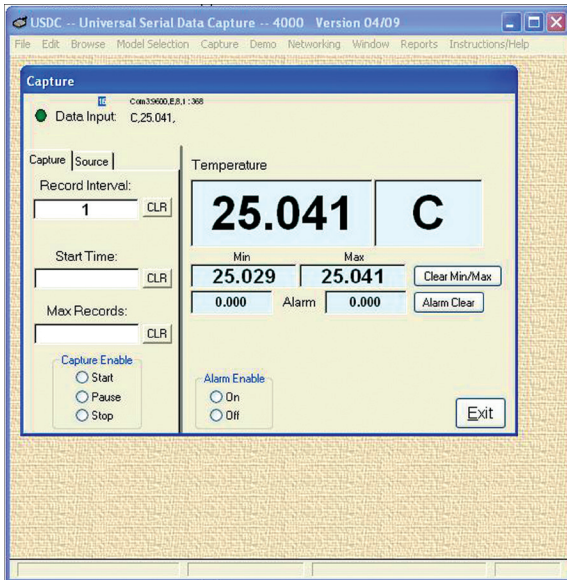 USDC -- Universal Serial Data Capture -- 4000 Version 04/09
File Edit Browse Model Selection Capture Demo Networking Window Reports Instructions/Help
Capture
16 Com3:9600,E,8,1 : 368
Data Input: C,25.041,
Capture Source
Record Interval:
1 CLR
Start Time:
CLR
Max Records:
CLR
Capture Enable
Start
Pause
Stop
Temperature
25.041 C
Min Max
25.029 25.041 Clear Min/Max
0.000 Alarm 0.000 Alarm Clear
Alarm Enable
On
Off
Exit